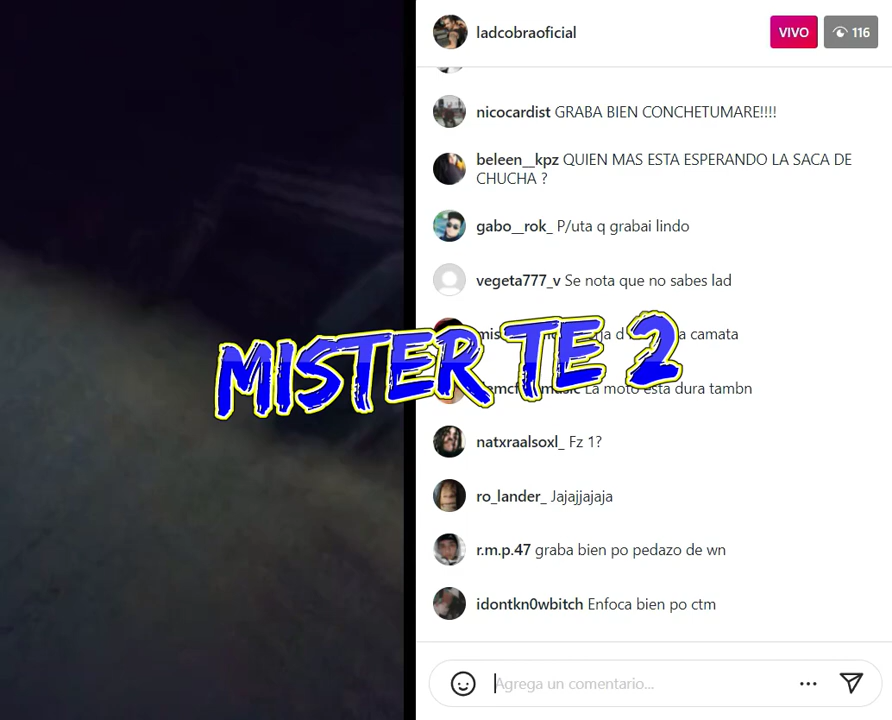 ladcobraoficial
VIVO
116
nicocardist GRABA BIEN CONCHETUMARE!!!!
beleen__kpz QUIEN MAS ESTA ESPERANDO LA SACA DE
CHUCHA ?
gabo__rok_ P/uta q grabai lindo
vegeta777_v Se nota que no sabes lad
camata
MISTER TE 2
La moto esta dura tambn
natxraalsoxl_ Fz 1?
ro_lander_ Jajajjajaja
r.m.p.47 graba bien po pedazo de wn
idontkn0wbitch Enfoca bien po ctm
Agrega un comentario...